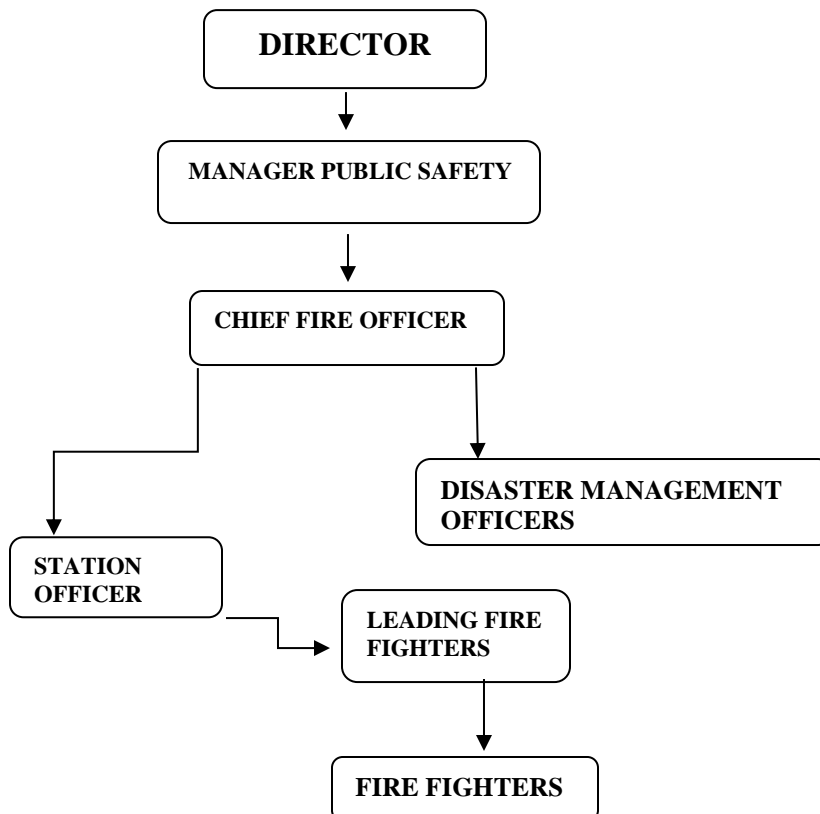 DIRECTOR
MANAGER PUBLIC SAFETY
CHIEF FIRE OFFICER
DISASTER MANAGEMENT
OFFICERS
STATION
OFFICER
LEADING FIRE
FIGHTERS
FIRE FIGHTERS